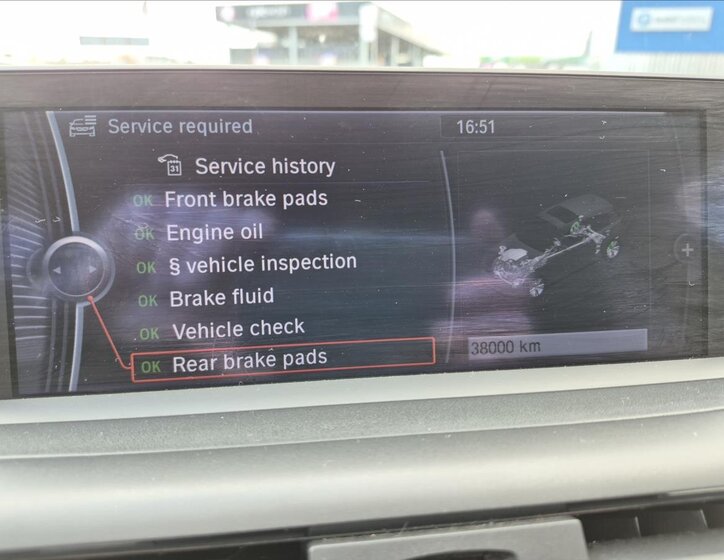 Service required
16:51
31
Service history
OK Front brake pads
OK Engine oil
OK § vehicle inspection
OK Brake fluid
OK Vehicle check
OK Rear brake pads
38000 km